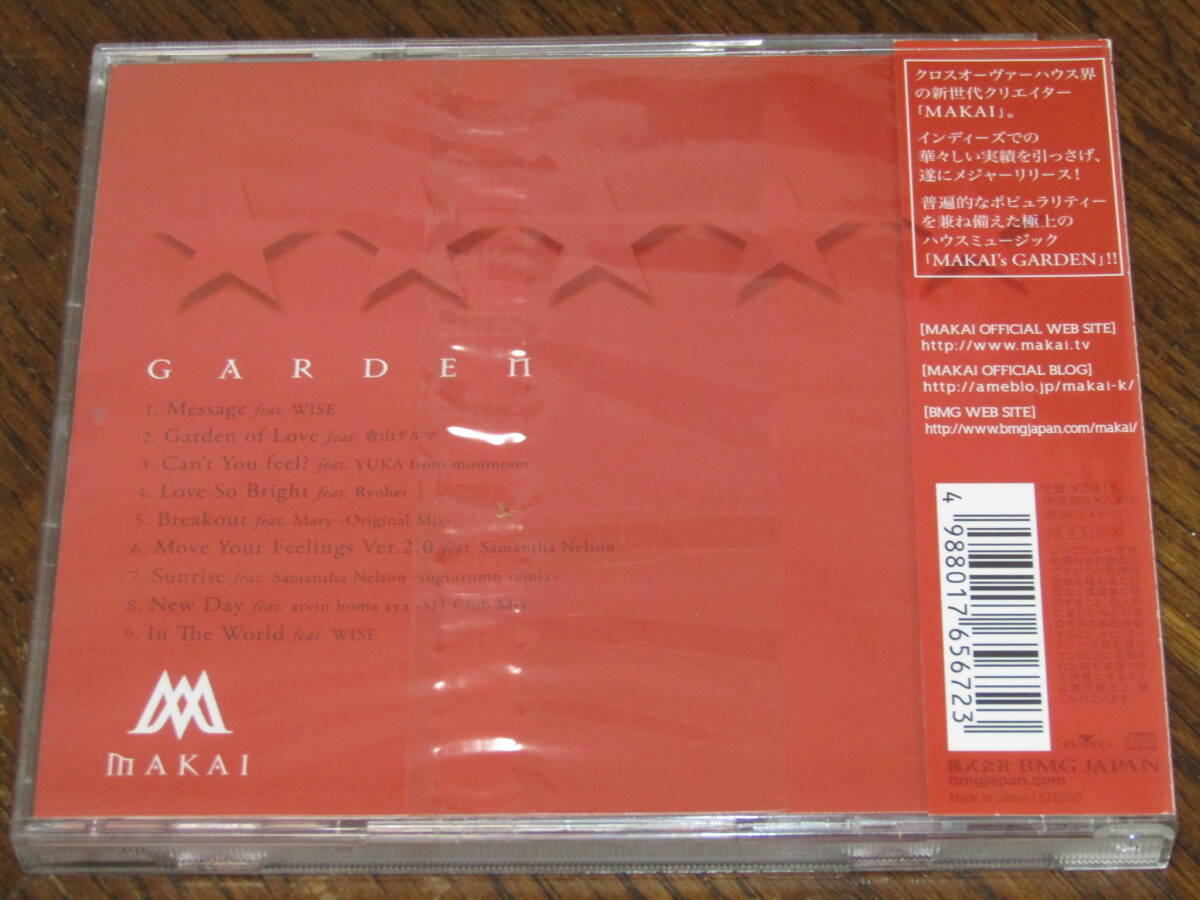 GARDEN
1. Message feat. WISE
2. Garden of Love feat. 青山テルマ
3. Can't You feel? feat. YUKA from moumoon
4. Love So Bright feat. Ryohei
5. Breakout feat. Mary -Original Mix-
6. Move Your Feelings Ver.2.0 feat. Samantha Nelson
7. Sunrise feat. Samantha Nelson -sugiurumn remix-
8. New Day feat. arvin homa aya -SH Club Mix-
9. In The World feat. WISE
MAKAI
クロスオーヴァーハウス界
の新世代クリエイター
「MAKAI」。
インディーズでの
華々しい実績を引っさげ、
遂にメジャーリリース!
普遍的なポピュラリティー
を兼ね備えた極上の
ハウスミュージック
「MAKAI's GARDEN」!!
[MAKAI OFFICIAL WEB SITE]
http://www.makai.tv
[MAKAI OFFICIAL BLOG]
http://ameblo.jp/makai-k/
[BMG WEB SITE]
http://www.bmgjapan.com/makai/
4 988017 656723
BMG
株式会社 BMG JAPAN
bmgjapan.com
Made in Japan / STEREO